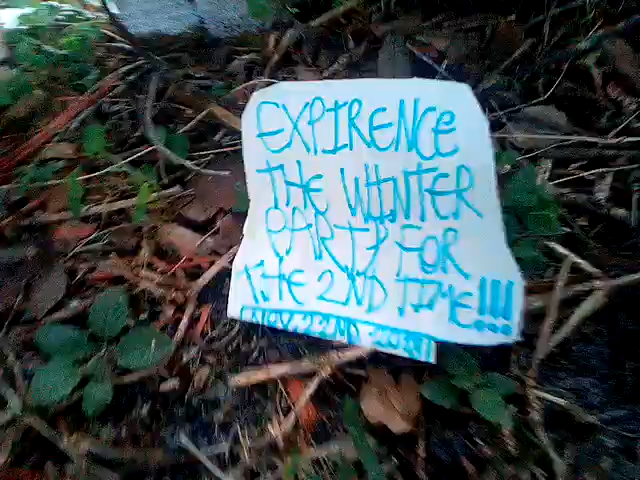 EXPIRENCE
THE WINTER
PARTY FOR
THE 2ND TIME!!!